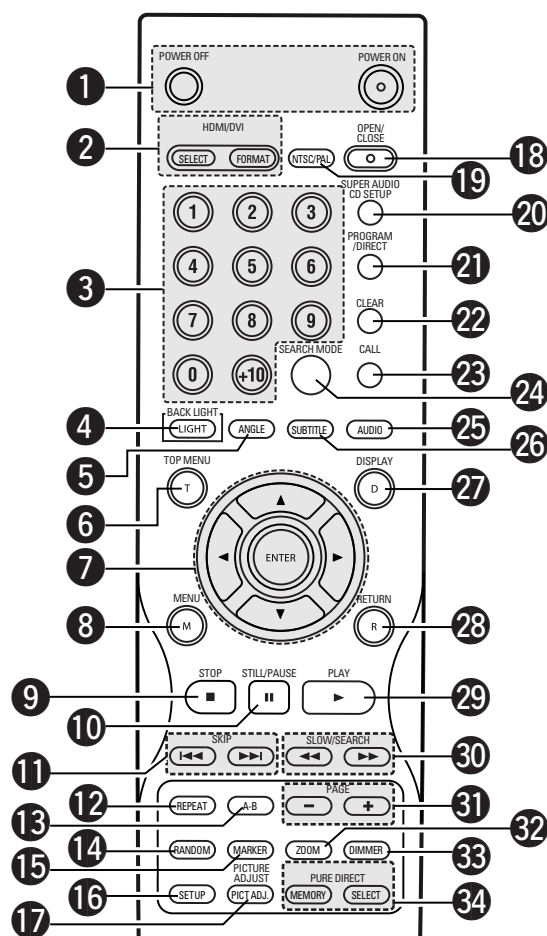 POWER OFF POWER ON
1
HDMI/DVI OPEN/
CLOSE
2 SELECT FORMAT NTSC/PAL 18
19
SUPER AUDIO
CD SETUP
20
1 2 3
PROGRAM
/DIRECT
3 4 5 6 21
CLEAR
7 8 9 22
SEARCH MODE CALL
0 +10 23
24
BACK LIGHT
4 LIGHT ANGLE SUBTITLE AUDIO 25
5 26
TOP MENU DISPLAY
6 T D 27
7 ENTER
MENU RETURN
8 M R 28
STOP STILL/PAUSE PLAY
9 29
10
SKIP SLOW/SEARCH
11 30
PAGE
12 REPEAT A-B − + 31
13 32
14 RANDOM MARKER ZOOM DIMMER 33
15
PICTURE
ADJUST PURE DIRECT
16 SETUP PICT ADJ. MEMORY SELECT 34
17